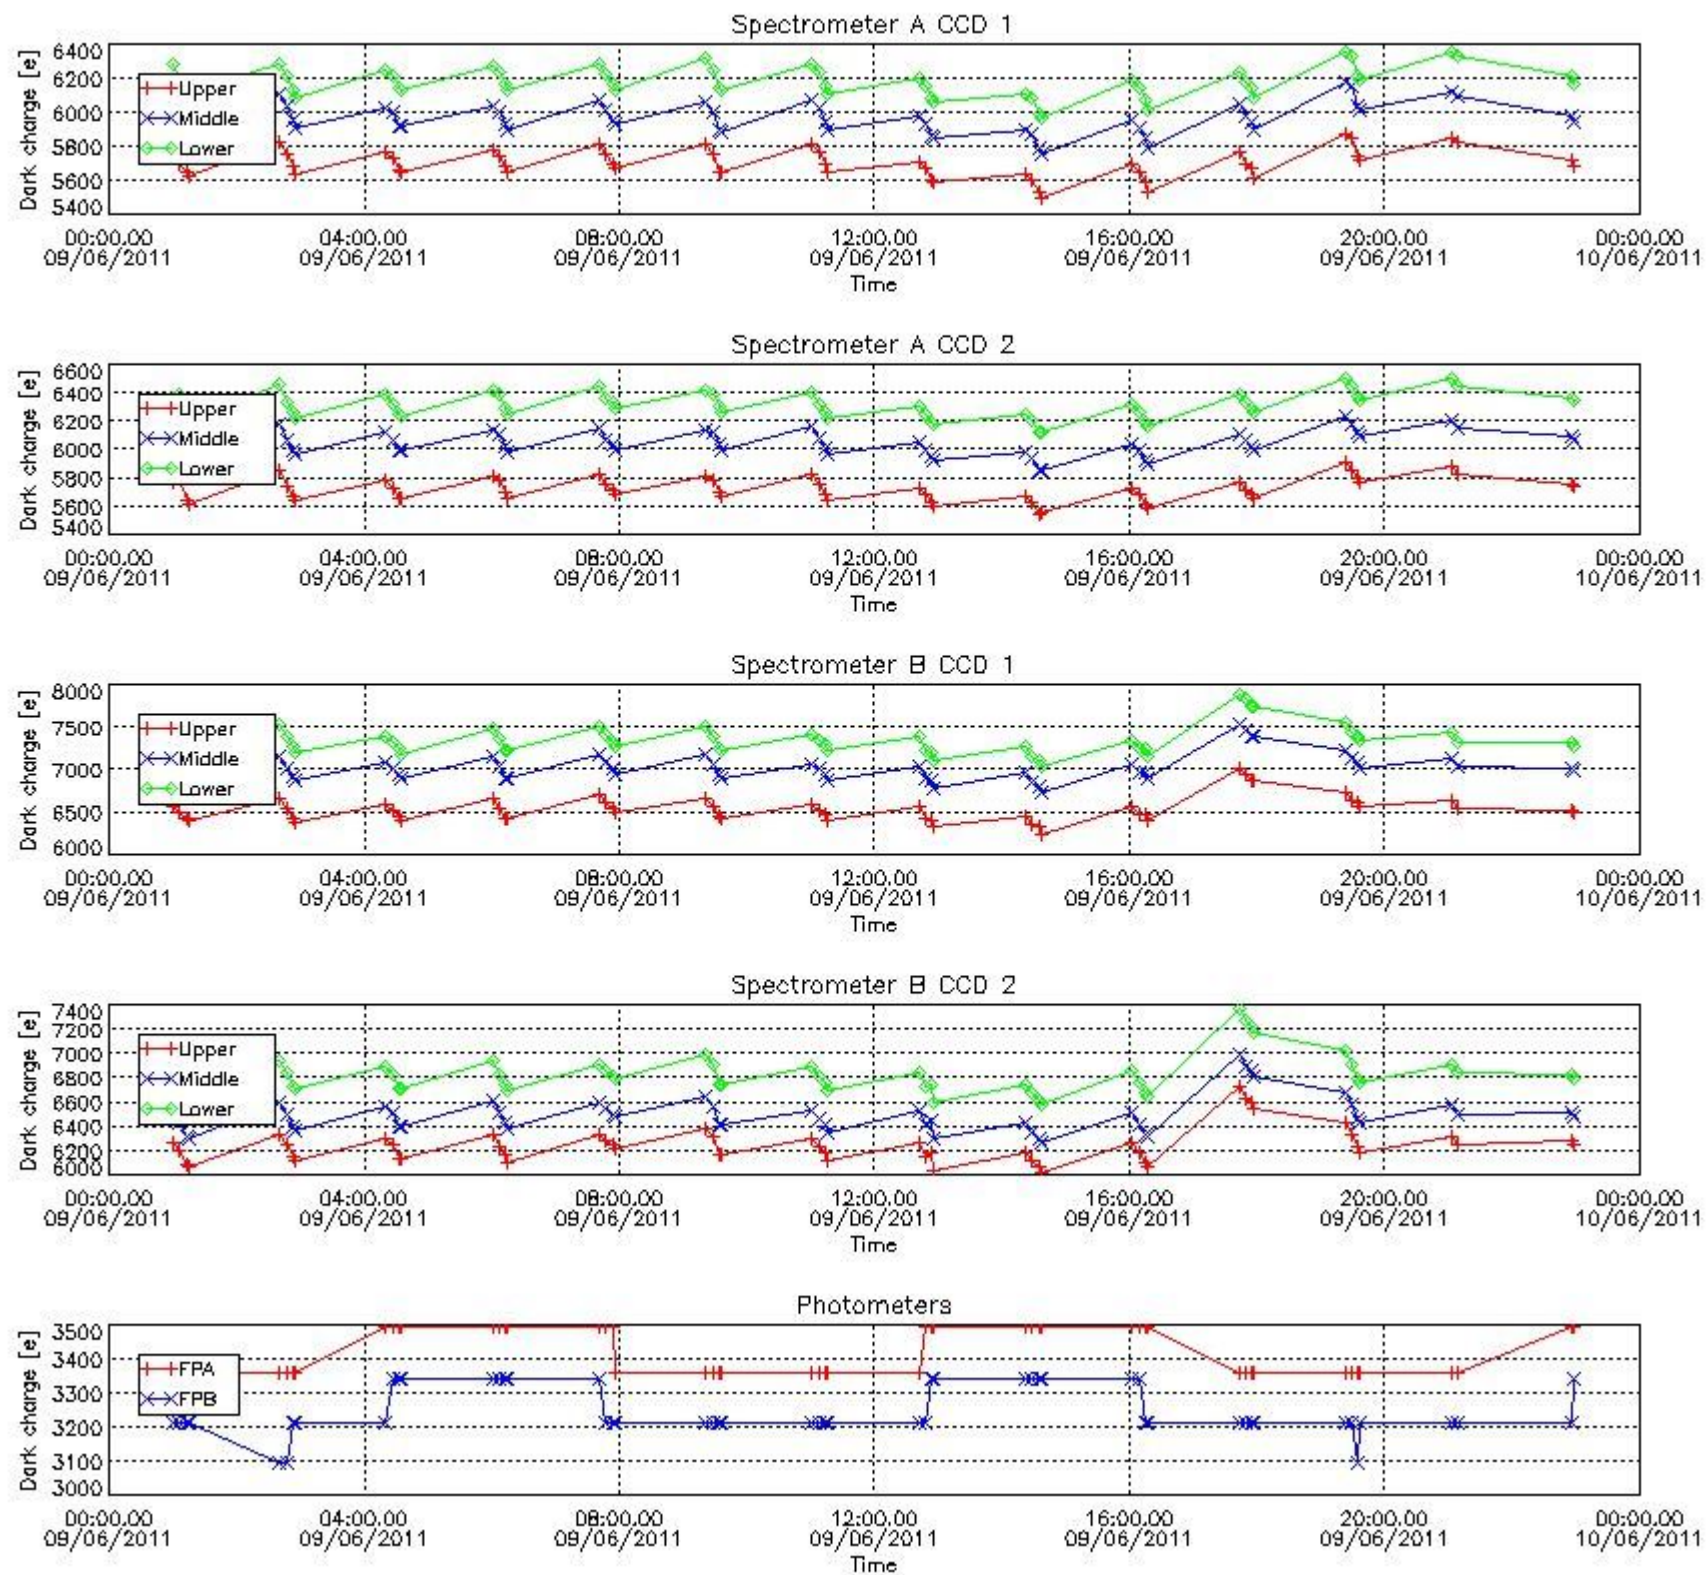 Spectrometer A CCD 1
Dark charge [e]
6400
6200
6000
5800
5600
5400
Upper
Middle
Lower
00:00.00 04:00.00 08:00.00 12:00.00 16:00.00 20:00.00 00:00.00
09/06/2011 09/06/2011 09/06/2011 09/06/2011 09/06/2011 09/06/2011 10/06/2011
Time
Spectrometer A CCD 2
Dark charge [e]
6600
6400
6200
6000
5800
5600
5400
Upper
Middle
Lower
00:00.00 04:00.00 08:00.00 12:00.00 16:00.00 20:00.00 00:00.00
09/06/2011 09/06/2011 09/06/2011 09/06/2011 09/06/2011 09/06/2011 10/06/2011
Time
Spectrometer B CCD 1
Dark charge [e]
8000
7500
7000
6500
6000
Upper
Middle
Lower
00:00.00 04:00.00 08:00.00 12:00.00 16:00.00 20:00.00 00:00.00
09/06/2011 09/06/2011 09/06/2011 09/06/2011 09/06/2011 09/06/2011 10/06/2011
Time
Spectrometer B CCD 2
Dark charge [e]
7400
7200
7000
6800
6600
6400
6200
6000
Upper
Middle
Lower
00:00.00 04:00.00 08:00.00 12:00.00 16:00.00 20:00.00 00:00.00
09/06/2011 09/06/2011 09/06/2011 09/06/2011 09/06/2011 09/06/2011 10/06/2011
Time
Photometers
Dark charge [e]
3500
3400
3300
3200
3100
3000
FPA
FPB
00:00.00 04:00.00 08:00.00 12:00.00 16:00.00 20:00.00 00:00.00
09/06/2011 09/06/2011 09/06/2011 09/06/2011 09/06/2011 09/06/2011 10/06/2011
Time